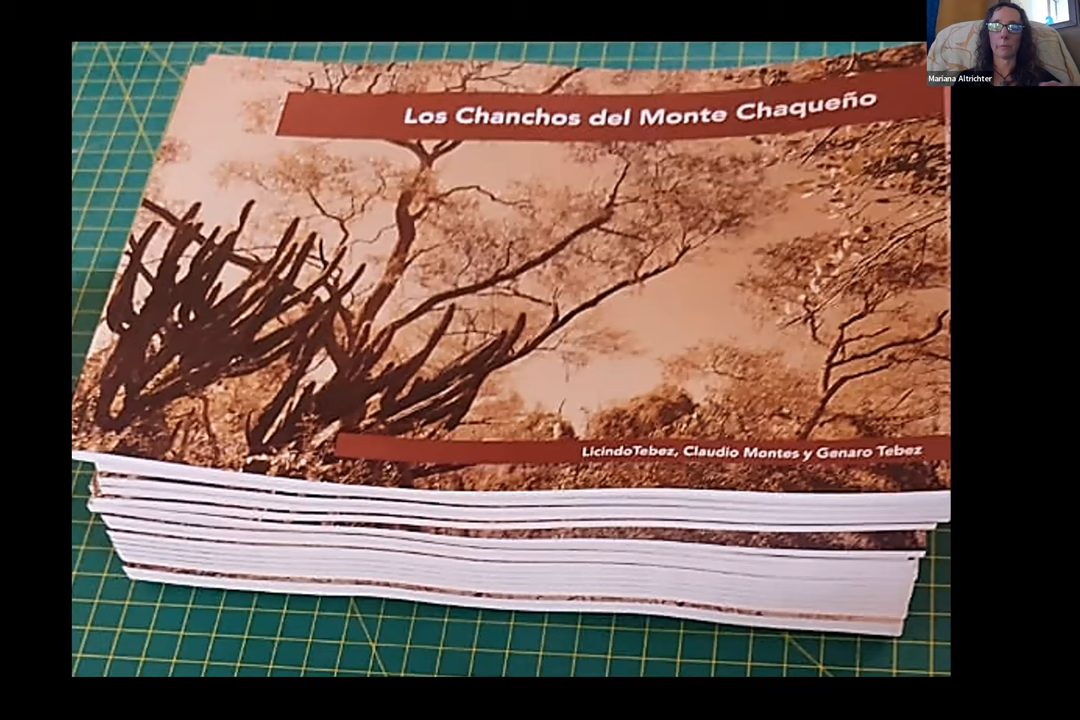 Los Chanchos del Monte Chaqueño
LicindoTebez, Claudio Montes y Genaro Tebez
Mariana Altrichter